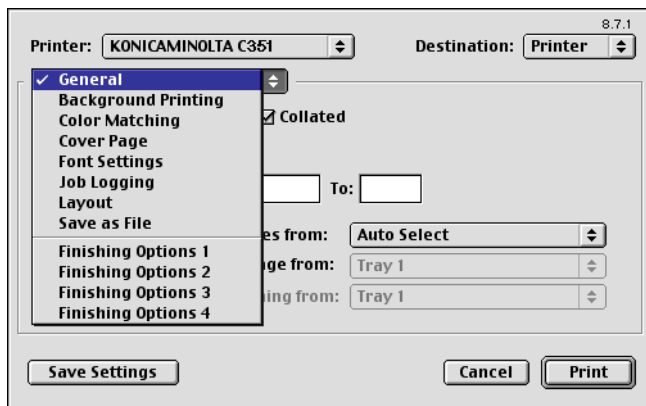 8.7.1
Printer: KONICAMINOLTA C351 Destination: Printer
✓ General
Background Printing
Color Matching
Cover Page
Font Settings
Job Logging
Layout
Save as File
Finishing Options 1
Finishing Options 2
Finishing Options 3
Finishing Options 4
Collated
To:
es from: Auto Select
ge from: Tray 1
ing from: Tray 1
Save Settings Cancel Print